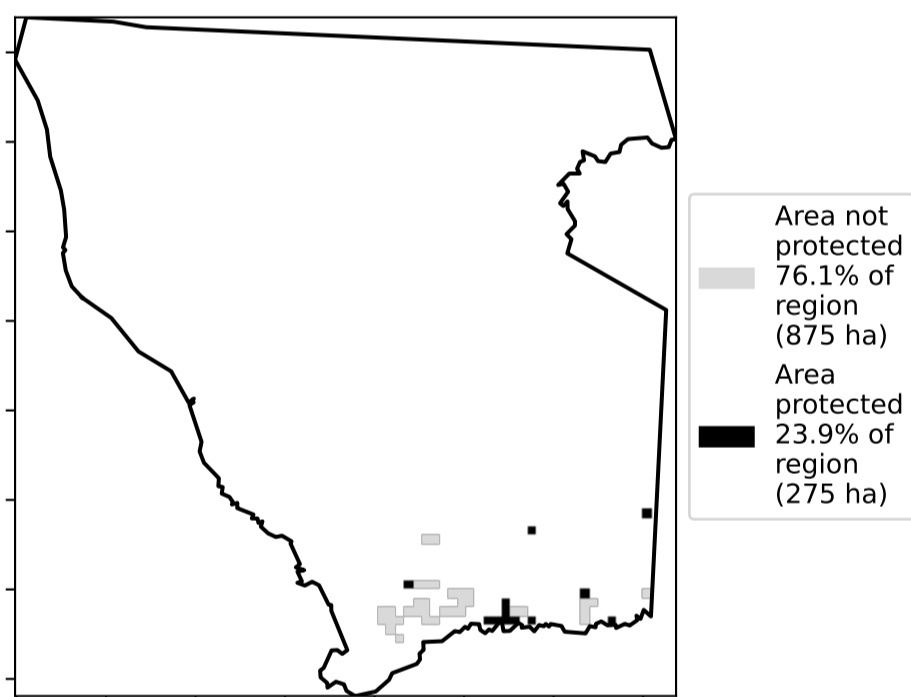 Area not
protected
76.1% of
region
(875 ha)
Area
protected
23.9% of
region
(275 ha)